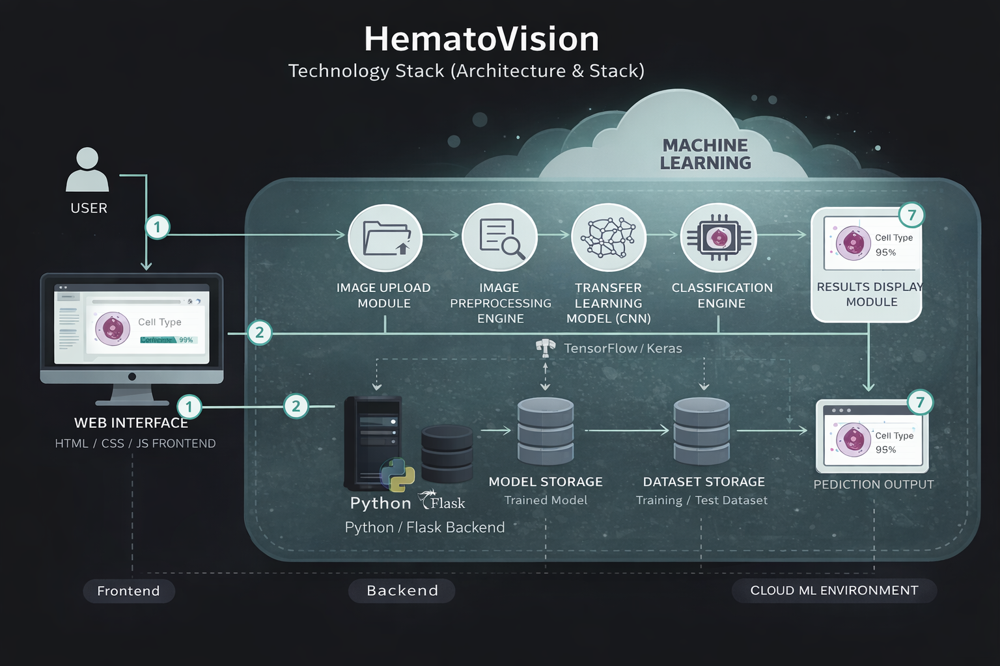 HematoVision
Technology Stack (Architecture & Stack)
MACHINE
LEARNING
USER
1
7
Cell Type
95%
IMAGE UPLOAD
MODULE
IMAGE
PREPROCESSING
ENGINE
TRANSFER
LEARNING
MODEL (CNN)
CLASSIFICATION
ENGINE
RESULTS DISPLAY
MODULE
Cell Type
99%
2
TensorFlow / Keras
1
2
7
Cell Type
95%
WEB INTERFACE
HTML / CSS / JS FRONTEND
Python
Flask
Python / Flask Backend
MODEL STORAGE
Trained Model
DATASET STORAGE
Training / Test Dataset
PEDICTION OUTPUT
Frontend
Backend
CLOUD ML ENVIRONMENT